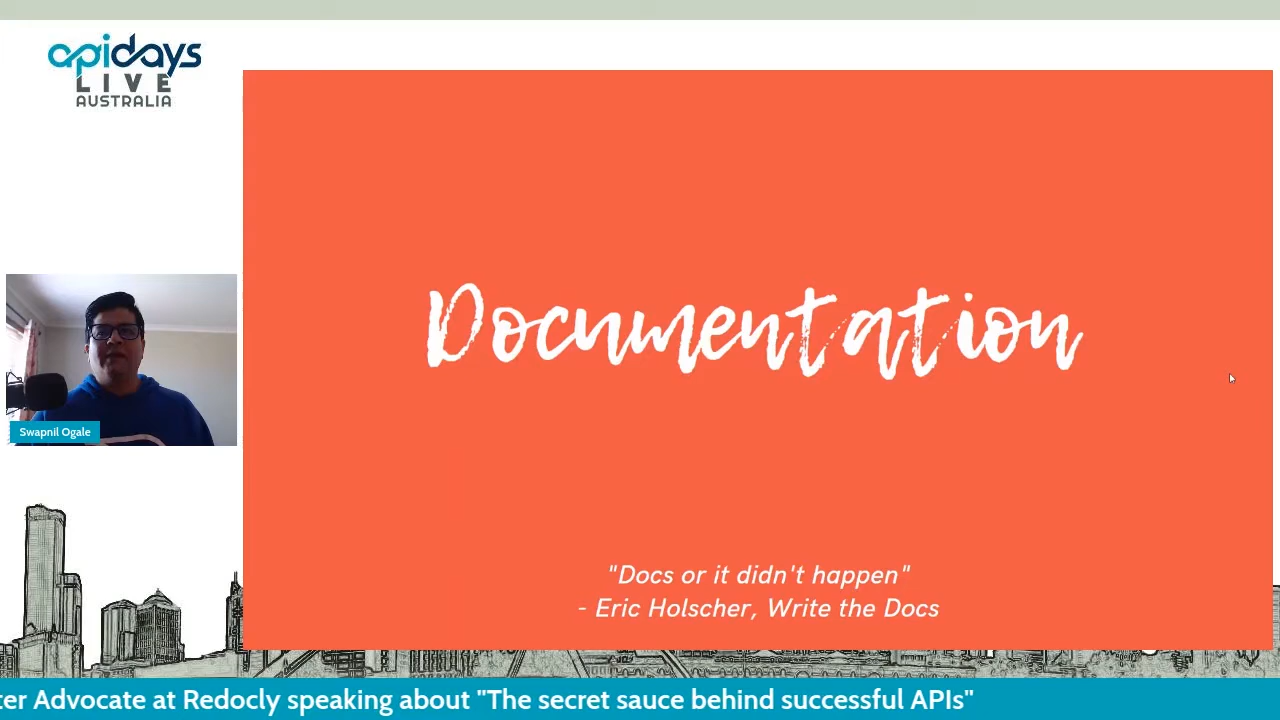 apidays
LIVE
AUSTRALIA
Documentation
Swapnil Ogale
"Docs or it didn't happen"
- Eric Holscher, Write the Docs
ter Advocate at Redocly speaking about "The secret sauce behind successful APIs"